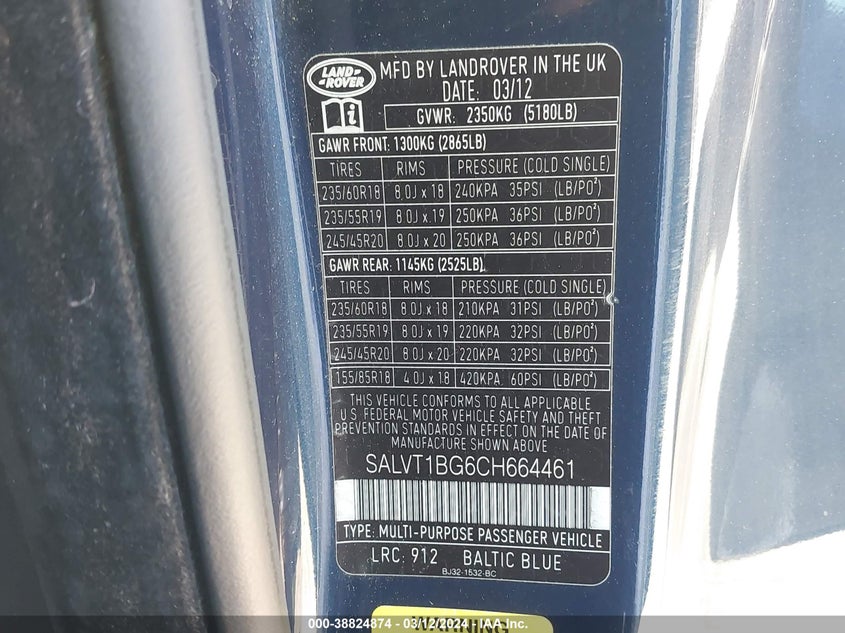 LAND-
ROVER
MFD BY LANDROVER IN THE UK
DATE: 03/12
i
GVWR: 2350KG (5180LB)
GAWR FRONT: 1300KG (2865LB)
TIRES RIMS PRESSURE (COLD SINGLE)
235/60R18 8.0J x 18 240KPA 35PSI (LB/PO²)
235/55R19 8.0J x 19 250KPA 36PSI (LB/PO²)
245/45R20 8.0J x 20 250KPA 36PSI (LB/PO²)
GAWR REAR: 1145KG (2525LB)
TIRES RIMS PRESSURE (COLD SINGLE)
235/60R18 8.0J x 18 210KPA 31PSI (LB/PO²)
235/55R19 8.0J x 19 220KPA 32PSI (LB/PO²)
245/45R20 8.0J x 20 220KPA 32PSI (LB/PO²)
155/85R18 4.0J x 18 420KPA 60PSI (LB/PO²)
THIS VEHICLE CONFORMS TO ALL APPLICABLE
U.S. FEDERAL MOTOR VEHICLE SAFETY AND THEFT
PREVENTION STANDARDS IN EFFECT ON THE DATE OF
MANUFACTURE SHOWN ABOVE
SALVT1BG6CH664461
TYPE: MULTI-PURPOSE PASSENGER VEHICLE
LRC: 912 BALTIC BLUE
BJ32-1532-BC
WARNING
000-38824874 - 03/12/2024 - IAA Inc.